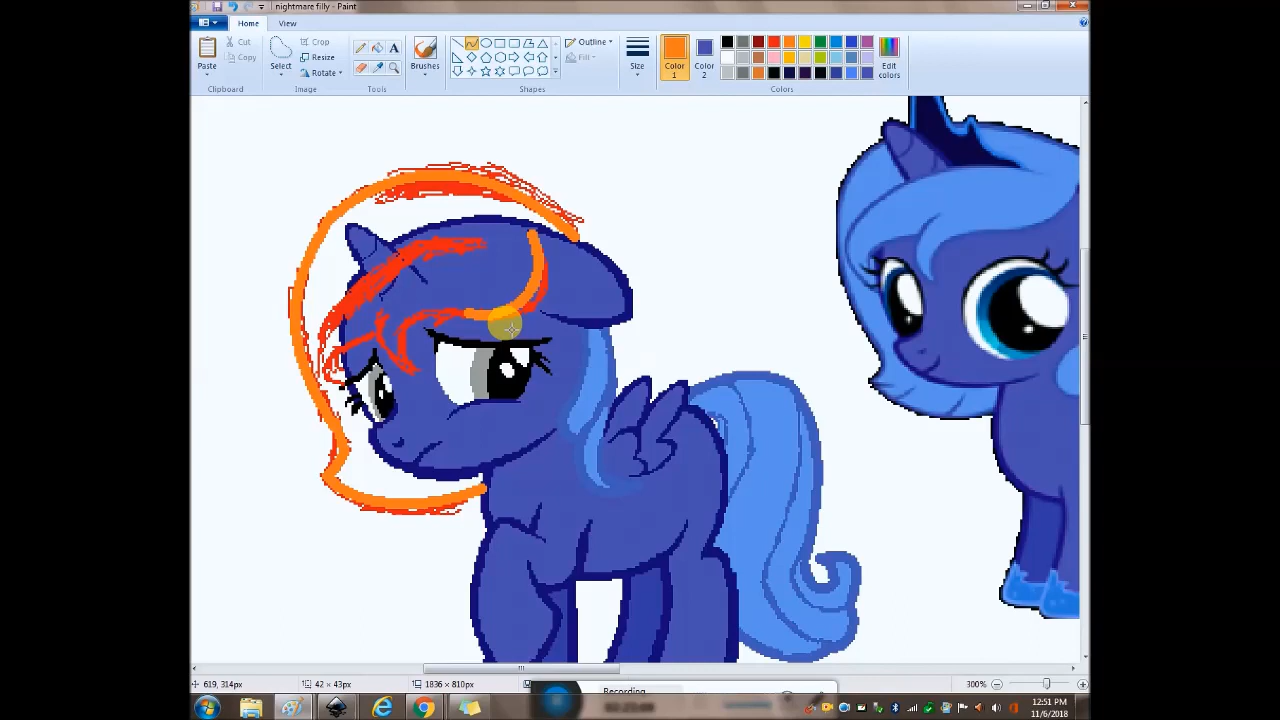 nightmare filly - Paint
Home View
Paste
Cut
Copy
Clipboard
Select
Crop
Resize
Rotate
Image
A
Tools
Brushes
Outline
Fill
Shapes
Size
Color 1
Color 2
Edit colors
Colors
619, 314px
42 × 43px
1836 × 810px
300%
Recording
12:51 PM
11/6/2018